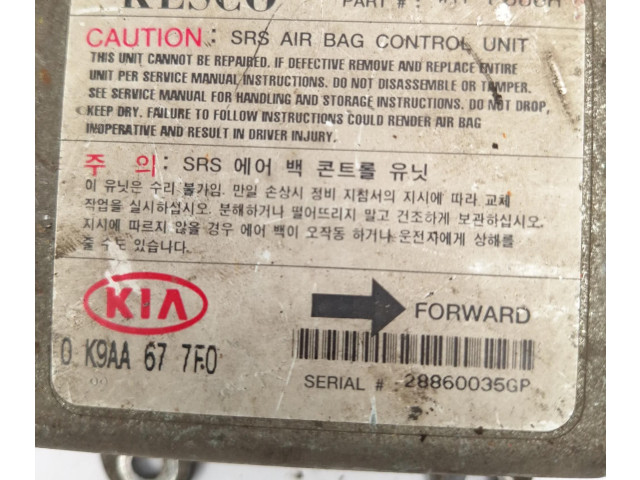 PART # :
CAUTION: SRS AIR BAG CONTROL UNIT
THIS UNIT CANNOT BE REPAIRED. IF DEFECTIVE REMOVE AND REPLACE ENTIRE
UNIT PER SERVICE MANUAL INSTRUCTIONS. DO NOT DISASSEMBLE OR TAMPER.
SEE SERVICE MANUAL FOR HANDLING AND STORAGE INSTRUCTIONS. DO NOT DROP,
KEEP DRY. FAILURE TO FOLLOW INSTRUCTIONS COULD RENDER AIR BAG
INOPERATIVE AND RESULT IN DRIVER INJURY.
주 의: SRS 에어 백 콘트롤 유닛
이 유닛은 수리 불가임. 만일 손상시 정비 지침서의 지시에 따라 교체
작업을 실시하십시오. 분해하거나 떨어뜨리지 말고 건조하게 보관하십시오.
지시에 따르지 않을 경우 에어 백이 오작동 하거나 운전자에게 상해를
줄 수도 있습니다.
KIA
FORWARD
0 K9AA 67 7F0
SERIAL # -28860035GP